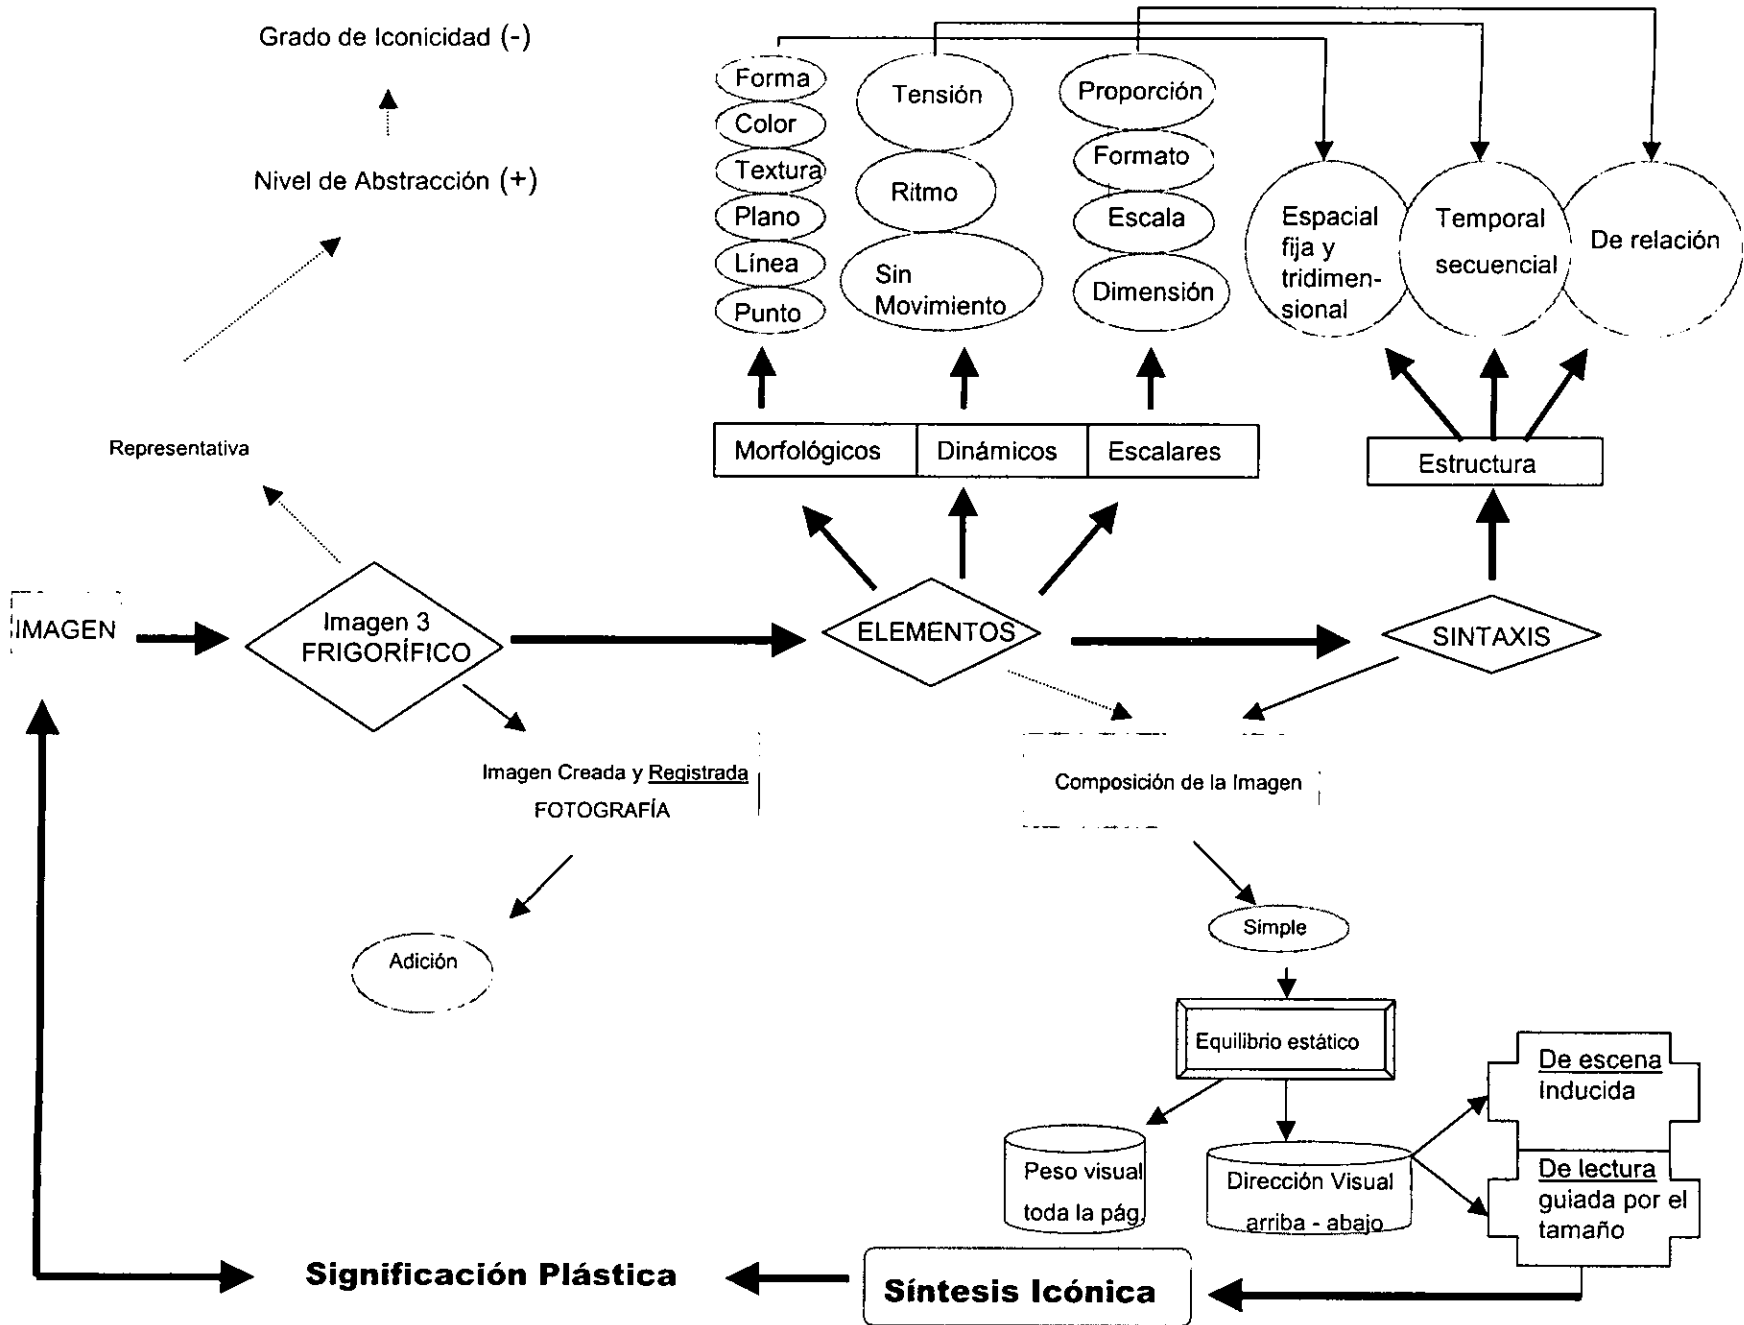 Grado de Iconicidad (-)
Nivel de Abstracción (+)
Representativa
Forma
Color
Textura
Plano
Línea
Punto
Tensión
Ritmo
Sin
Movimiento
Proporción
Formato
Escala
Dimensión
Espacial
fija y
tridimen-
sional
Temporal
secuencial
De relación
Morfológicos
Dinámicos
Escalares
Estructura
IMAGEN
Imagen 3
FRIGORÍFICO
ELEMENTOS
SINTAXIS
Imagen Creada y Registrada
FOTOGRAFÍA
Composición de la Imagen
Adición
Simple
Equilibrio estático
Peso visual
toda la pág.
Dirección Visual
arriba - abajo
De escena
Inducida
De lectura
guiada por el
tamaño
Significación Plástica
Síntesis Icónica